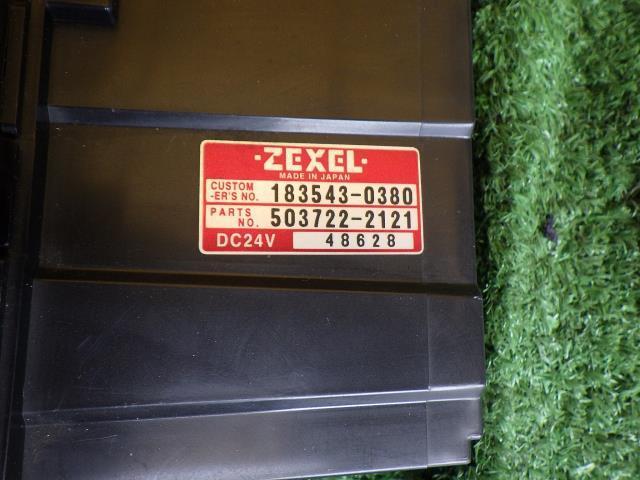 ·ZEXEL·
MADE IN JAPAN
CUSTOM
-ER'S NO. 183543-0380
PARTS
NO. 503722-2121
DC24V 48628